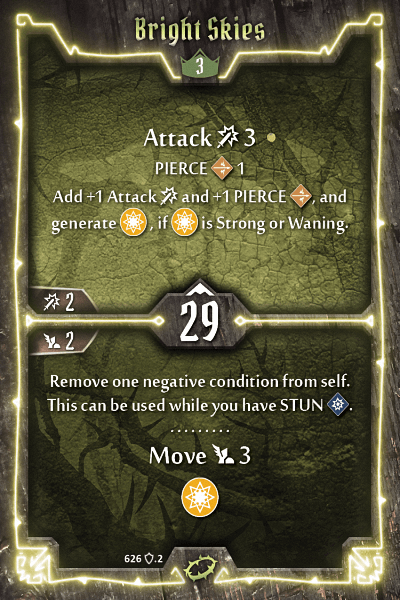 Bright Skies
3
Attack 3
PIERCE 1
Add +1 Attack and +1 PIERCE , and
generate , if is Strong or Waning.
2
29
2
Remove one negative condition from self.
This can be used while you have STUN .
.........
Move 3
626 .2